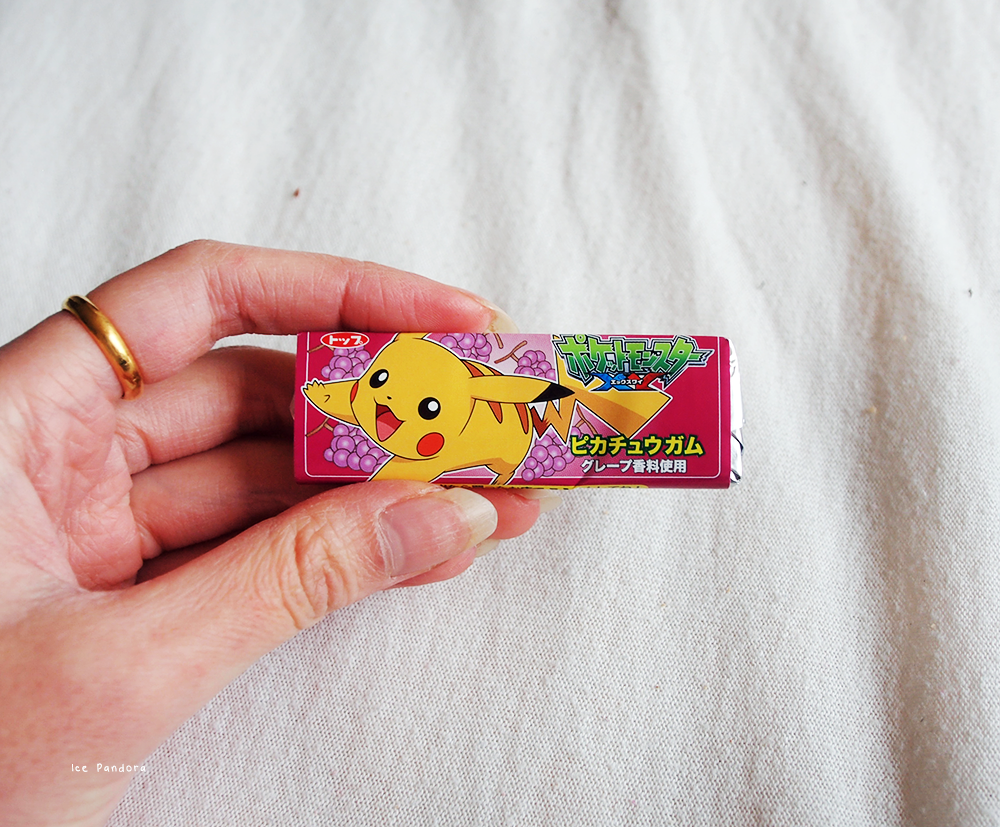 トップ
ポケットモンスター
XY
エックスワイ
ピカチュウガム
グレープ香料使用
Ice Pandora